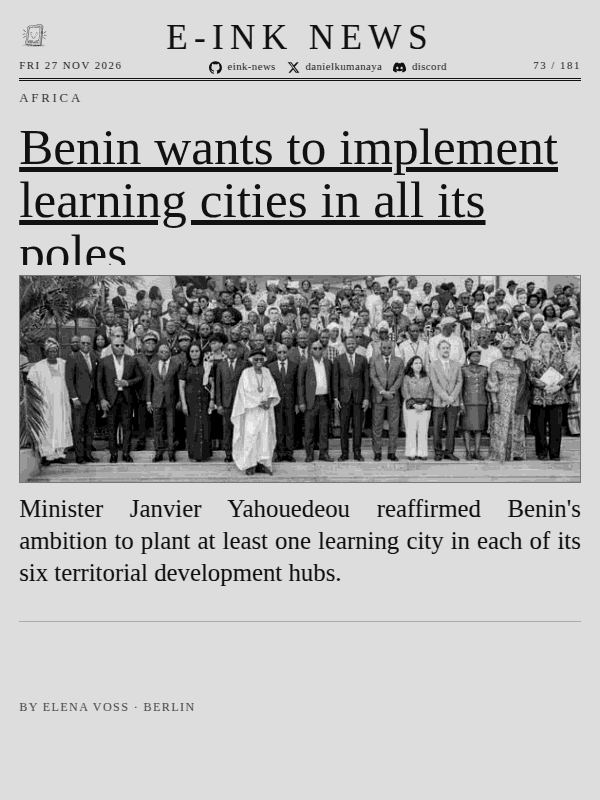 E-INK NEWS
FRI 27 NOV 2026
eink-news
danielkumanaya
discord
73 / 181
AFRICA
Benin wants to implement
learning cities in all its
poles
Minister Janvier Yahouedeou reaffirmed Benin's
ambition to plant at least one learning city in each of its
six territorial development hubs.
BY ELENA VOSS · BERLIN